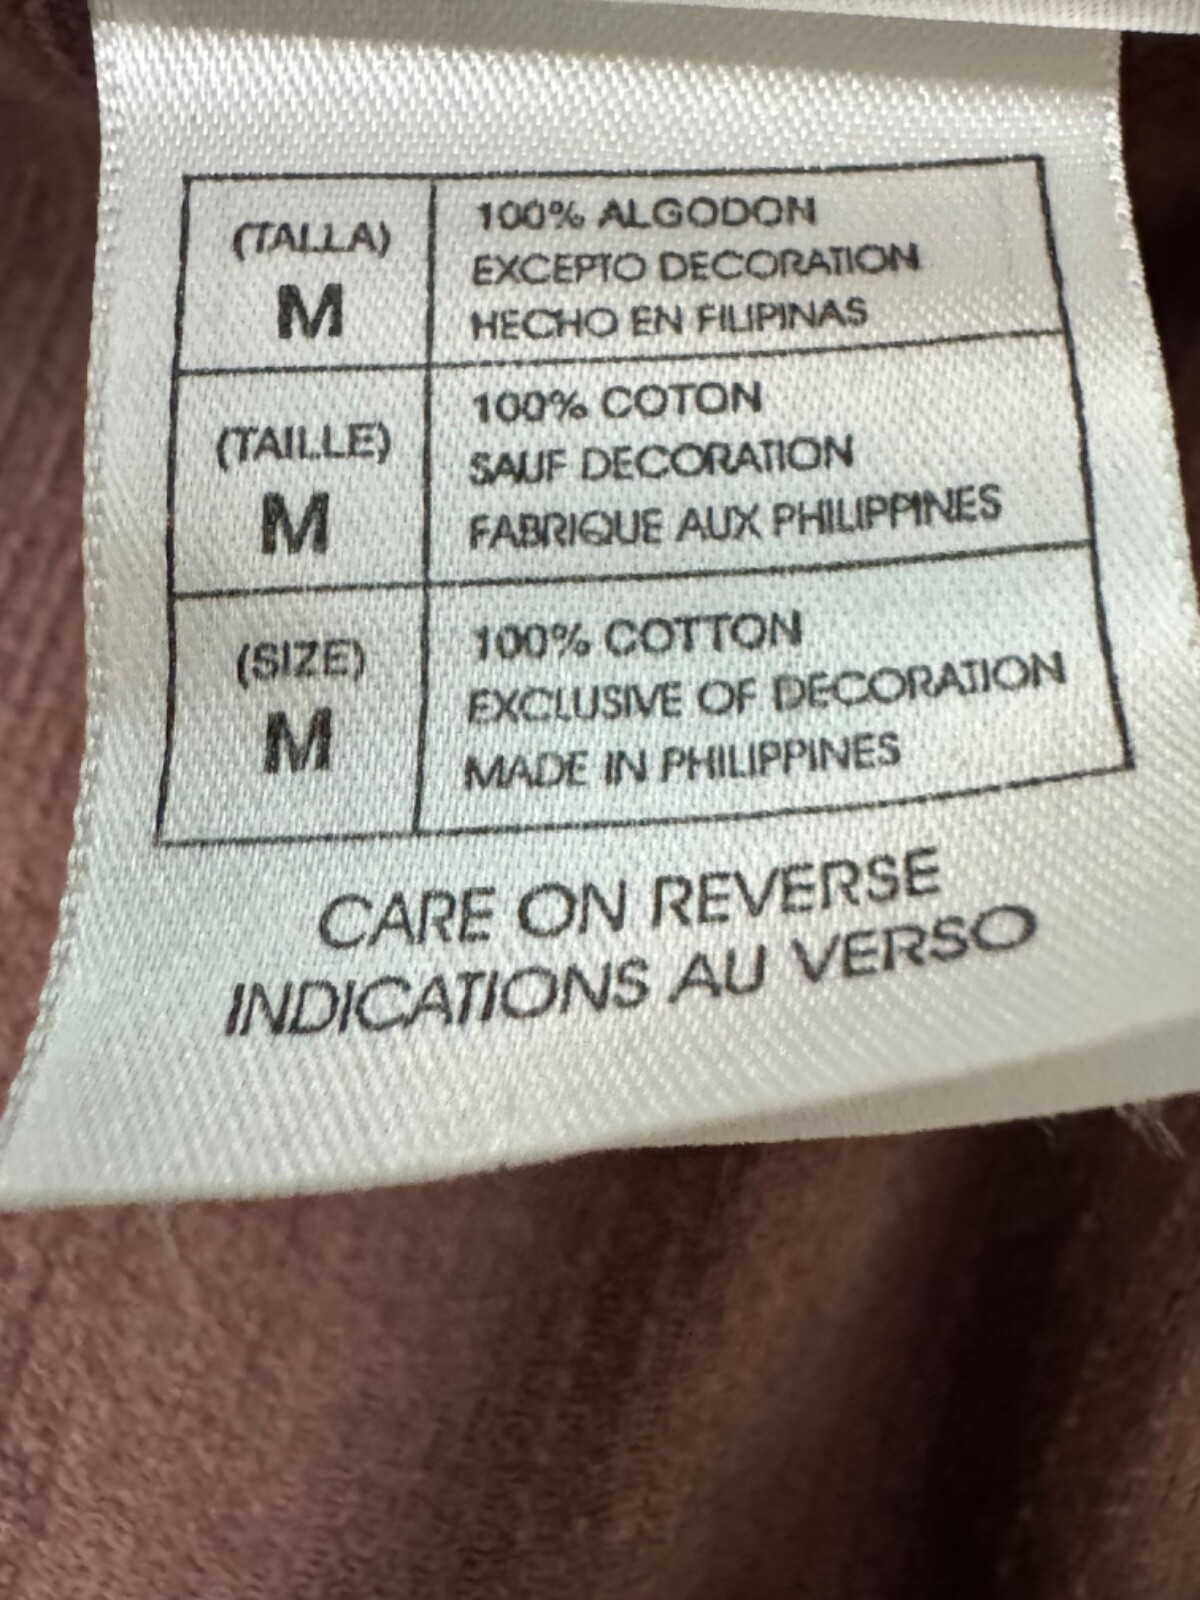 (TALLA)
M
100% ALGODON
EXCEPTO DECORATION
HECHO EN FILIPINAS
(TAILLE)
M
100% COTON
SAUF DECORATION
FABRIQUE AUX PHILIPPINES
(SIZE)
M
100% COTTON
EXCLUSIVE OF DECORATION
MADE IN PHILIPPINES
CARE ON REVERSE
INDICATIONS AU VERSO